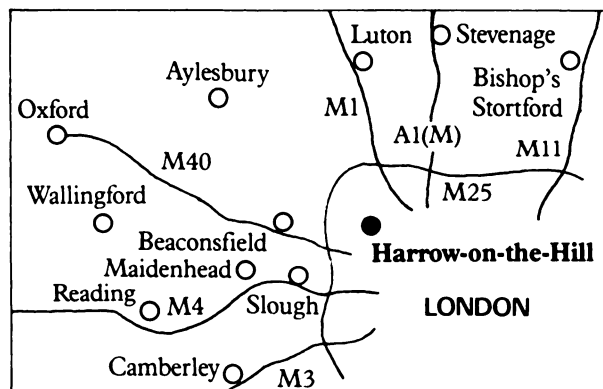 Luton
Stevenage
Aylesbury
Bishop's
Stortford
Oxford
M1
A1(M)
M11
M40
M25
Wallingford
Beaconsfield
Harrow-on-the-Hill
Maidenhead
Reading
M4
Slough
LONDON
Camberley
M3